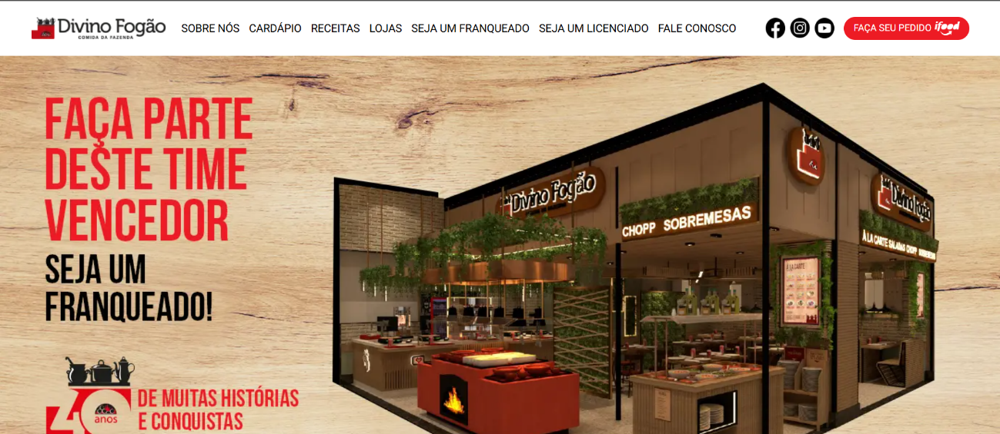 Divino Fogão
COMIDA DA FAZENDA
SOBRE NÓS CARDÁPIO RECEITAS LOJAS SEJA UM FRANQUEADO SEJA UM LICENCIADO FALE CONOSCO
FAÇA SEU PEDIDO ifood
FAÇA PARTE
DESTE TIME
VENCEDOR
SEJA UM
FRANQUEADO!
40 anos
DE MUITAS HISTÓRIAS
E CONQUISTAS
Divino Fogão
CHOPP SOBREMESAS
Divino Fogão
À LA CARTE SALADAS CHOPP SOBREMESAS
À LA CARTE